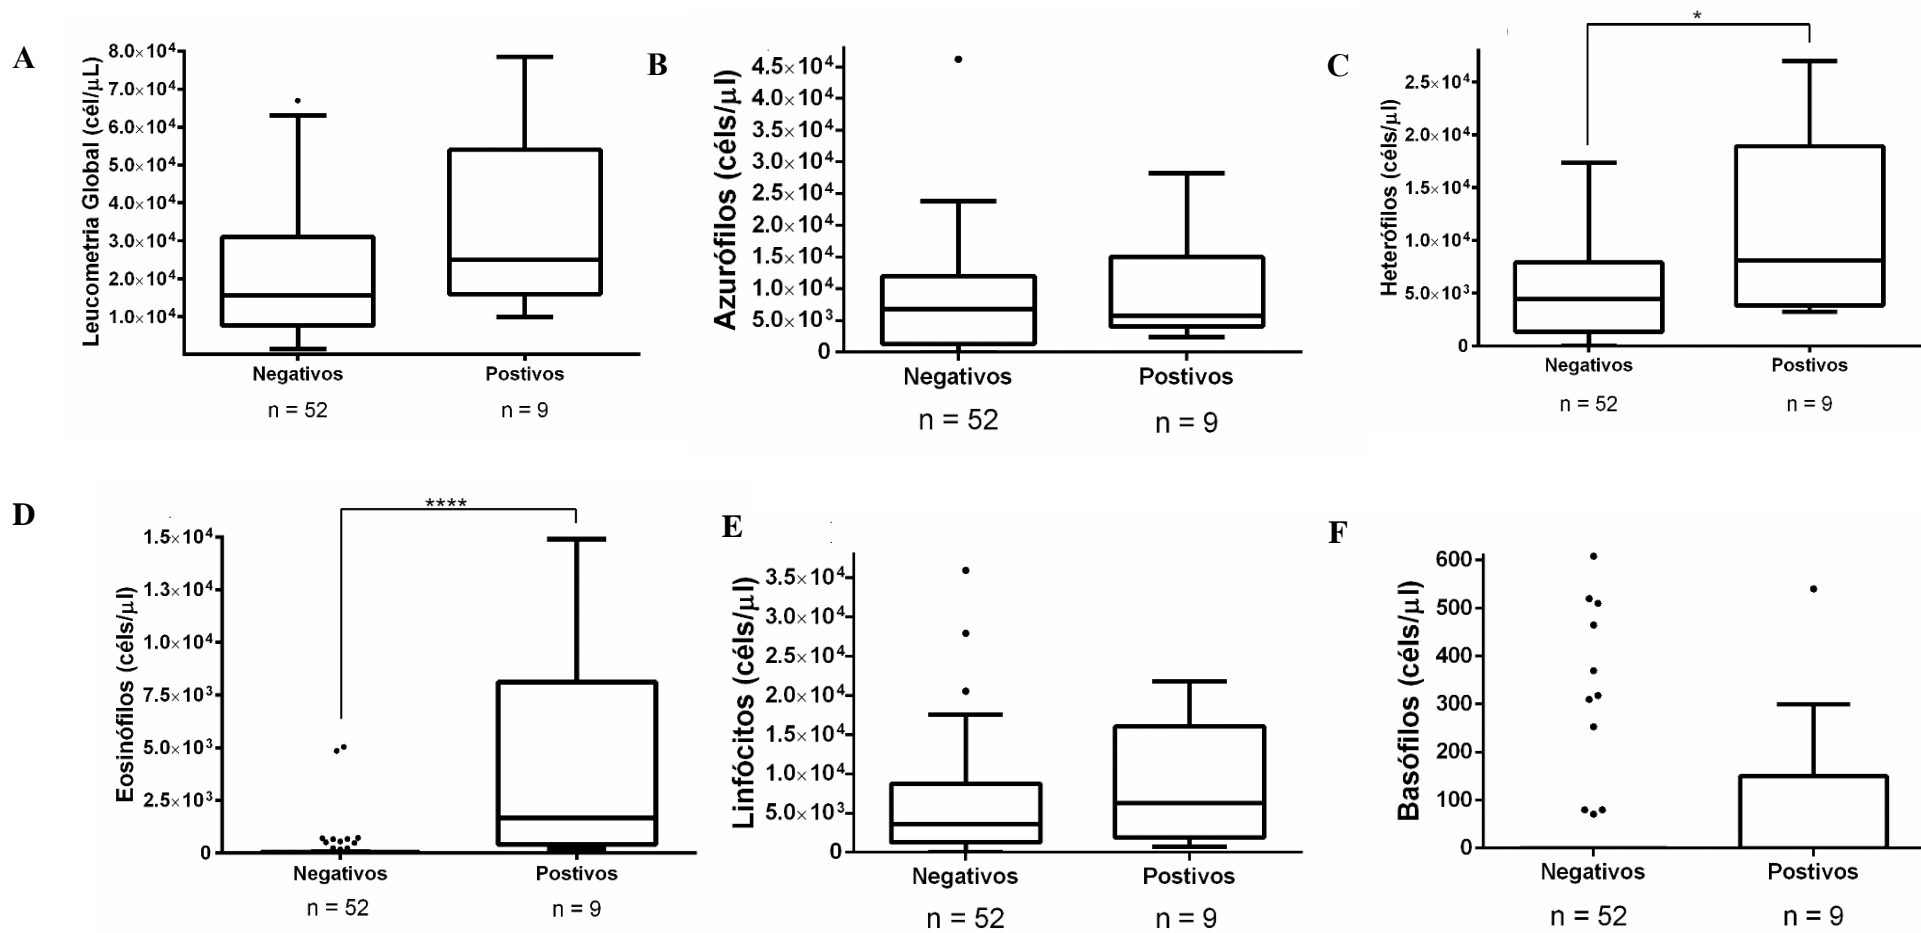 A
Leucometria Global (cél/µL)
8.0×10⁴
7.0×10⁴
6.0×10⁴
5.0×10⁴
4.0×10⁴
3.0×10⁴
2.0×10⁴
1.0×10⁴
Negativos Postivos
n = 52 n = 9
B
Azurófilos (céls/µl)
4.5×10⁴
4.0×10⁴
3.5×10⁴
3.0×10⁴
2.5×10⁴
2.0×10⁴
1.5×10⁴
1.0×10⁴
5.0×10³
0
Negativos Postivos
n = 52 n = 9
C
*
Heterófilos (céls/µl)
2.5×10⁴
2.0×10⁴
1.5×10⁴
1.0×10⁴
5.0×10³
0
Negativos Postivos
n = 52 n = 9
D
****
Eosinófilos (céls/µl)
1.5×10⁴
1.3×10⁴
1.0×10⁴
7.5×10³
5.0×10³
2.5×10³
0
Negativos Postivos
n = 52 n = 9
E
Linfócitos (céls/µl)
3.5×10⁴
3.0×10⁴
2.5×10⁴
2.0×10⁴
1.5×10⁴
1.0×10⁴
5.0×10³
0
Negativos Postivos
n = 52 n = 9
F
Basófilos (céls/µl)
600
500
400
300
200
100
0
Negativos Postivos
n = 52 n = 9